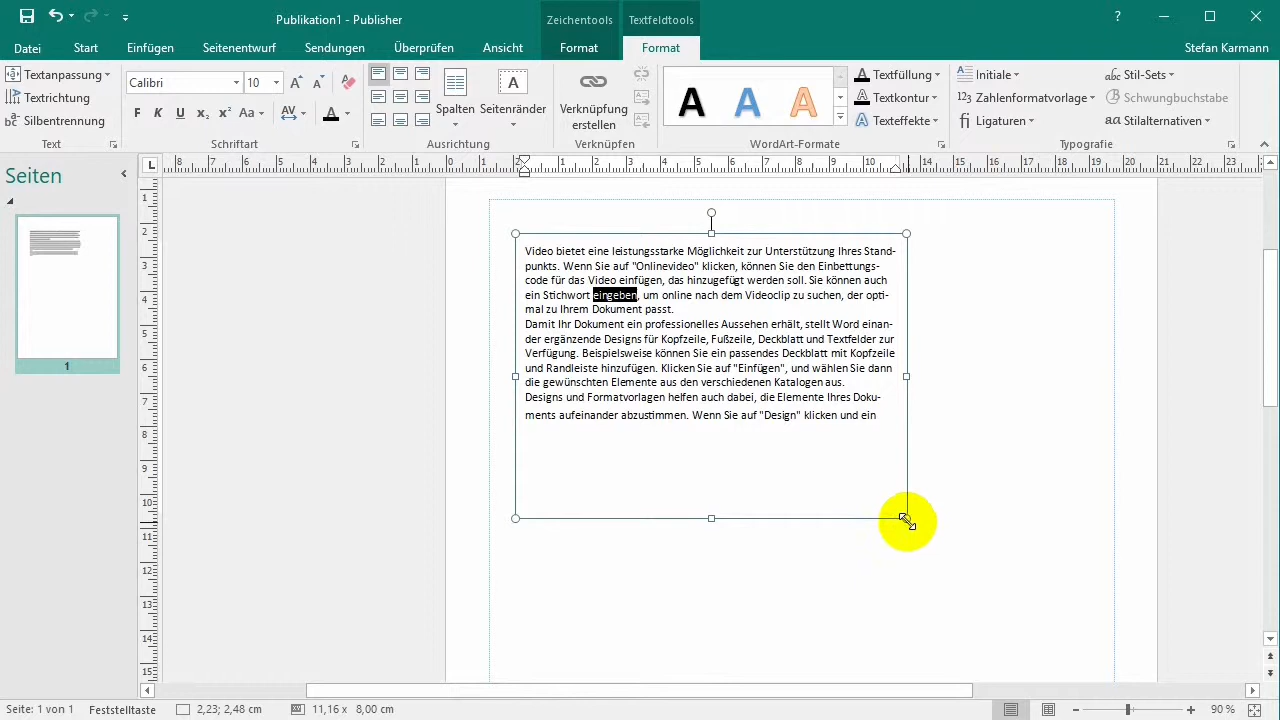 Publikation1 - Publisher
Zeichentools
Textfeldtools
?
Datei
Start
Einfügen
Seitenentwurf
Sendungen
Überprüfen
Ansicht
Format
Format
Stefan Karmann
Textanpassung
Textrichtung
Silbentrennung
Text
Calibri
10
F K U x₂ x² Aa AV A
Schriftart
Spalten
Seitenränder
Ausrichtung
Verknüpfung
erstellen
Verknüpfen
A A A
WordArt-Formate
Textfüllung
Textkontur
Texteffekte
Initiale
Zahlenformatvorlage
Ligaturen
Stil-Sets
Schwungbuchstabe
Stilalternativen
Typografie
Seiten
1
Video bietet eine leistungsstarke Möglichkeit zur Unterstützung Ihres Stand-
punkts. Wenn Sie auf "Onlinevideo" klicken, können Sie den Einbettungs-
code für das Video einfügen, das hinzugefügt werden soll. Sie können auch
ein Stichwort eingeben, um online nach dem Videoclip zu suchen, der opti-
mal zu Ihrem Dokument passt.
Damit Ihr Dokument ein professionelles Aussehen erhält, stellt Word einan-
der ergänzende Designs für Kopfzeile, Fußzeile, Deckblatt und Textfelder zur
Verfügung. Beispielsweise können Sie ein passendes Deckblatt mit Kopfzeile
und Randleiste hinzufügen. Klicken Sie auf "Einfügen", und wählen Sie dann
die gewünschten Elemente aus den verschiedenen Katalogen aus.
Designs und Formatvorlagen helfen auch dabei, die Elemente Ihres Doku-
ments aufeinander abzustimmen. Wenn Sie auf "Design" klicken und ein
Seite: 1 von 1
Feststelltaste
2,23; 2,48 cm
11,16 x 8,00 cm
90 %